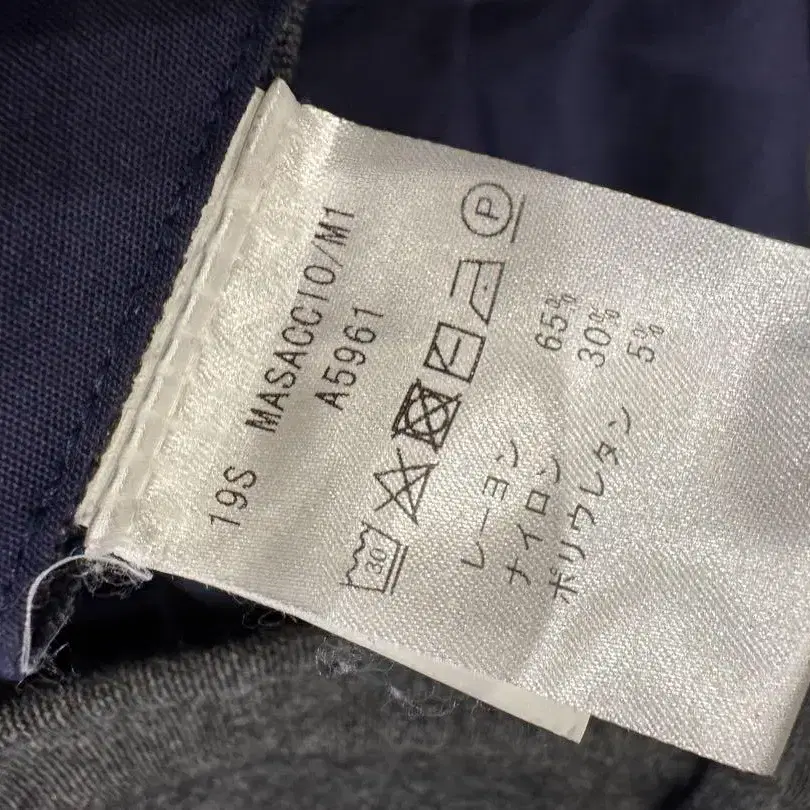 19S MASACCIO/M1
A5961
30
P
レーヨン 65%
ナイロン 30%
ポリウレタン 5%